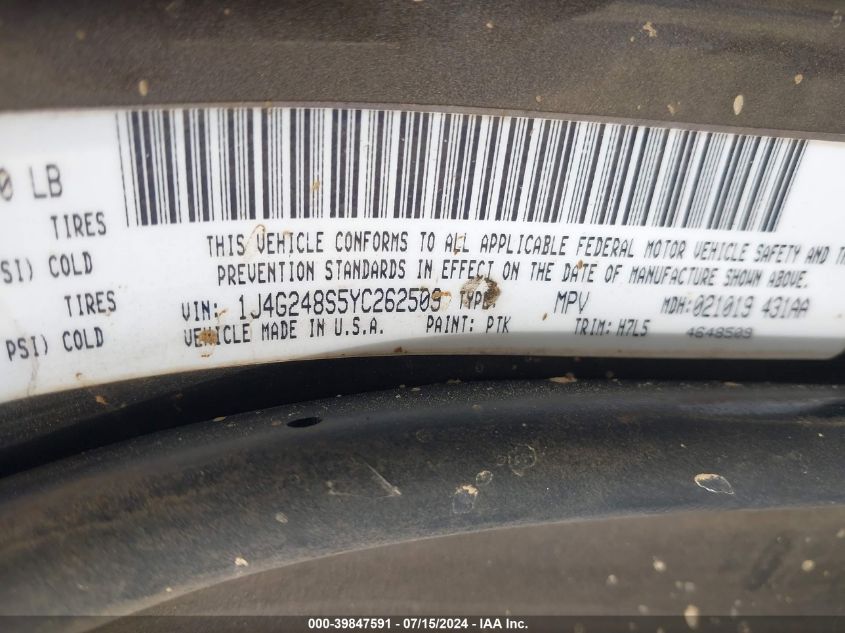 0 LB
TIRES
SI) COLD
TIRES
PSI) COLD
THIS VEHICLE CONFORMS TO ALL APPLICABLE FEDERAL MOTOR VEHICLE SAFETY AND TH
PREVENTION STANDARDS IN EFFECT ON THE DATE OF MANUFACTURE SHOWN ABOVE.
VIN: 1J4G248S5YC262509 TYPE: MPV MDH:021019 431AA
VEHICLE MADE IN U.S.A. PAINT: PTK TRIM: H7L5 4648509
000-39847591 - 07/15/2024 - IAA Inc.